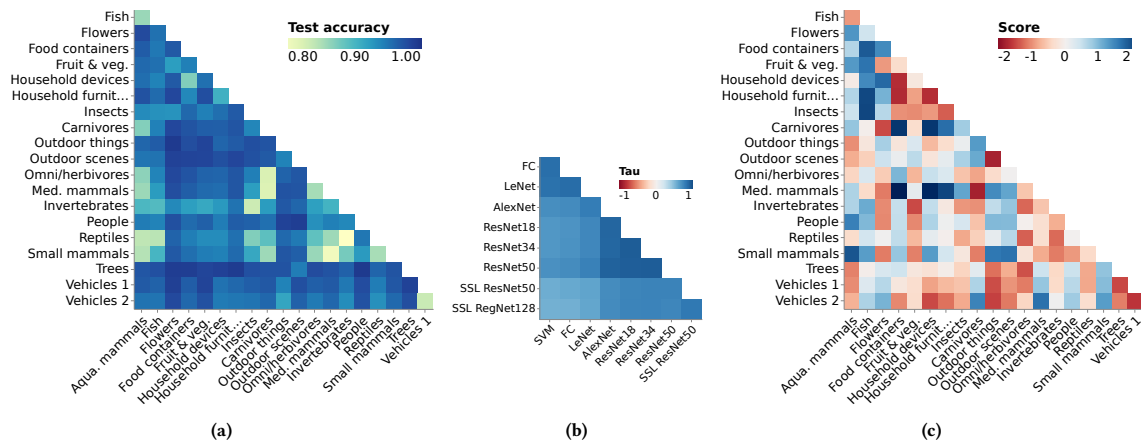 Fish
Flowers
Food containers
Fruit & veg.
Household devices
Household furnit...
Insects
Carnivores
Outdoor things
Outdoor scenes
Omni/herbivores
Med. mammals
Invertebrates
People
Reptiles
Small mammals
Trees
Vehicles 1
Vehicles 2
Test accuracy
0.80 0.90 1.00
Aqua. mammals
Fish
Flowers
Food containers
Fruit & veg.
Household devices
Household furnit...
Insects
Carnivores
Outdoor things
Outdoor scenes
Omni/herbivores
Med. mammals
Invertebrates
People
Reptiles
Small mammals
Trees
Vehicles 1
(a)
FC
LeNet
AlexNet
ResNet18
ResNet34
ResNet50
SSL ResNet50
SSL RegNet128
Tau
-1 0 1
SVM
FC
LeNet
AlexNet
ResNet18
ResNet34
ResNet50
SSL ResNet50
(b)
Fish
Flowers
Food containers
Fruit & veg.
Household devices
Household furnit...
Insects
Carnivores
Outdoor things
Outdoor scenes
Omni/herbivores
Med. mammals
Invertebrates
People
Reptiles
Small mammals
Trees
Vehicles 1
Vehicles 2
Score
-2 -1 0 1 2
Aqua. mammals
Fish
Flowers
Food containers
Fruit & veg.
Household devices
Household furnit...
Insects
Carnivores
Outdoor things
Outdoor scenes
Omni/herbivores
Med. mammals
Invertebrates
People
Reptiles
Small mammals
Trees
Vehicles 1
(c)